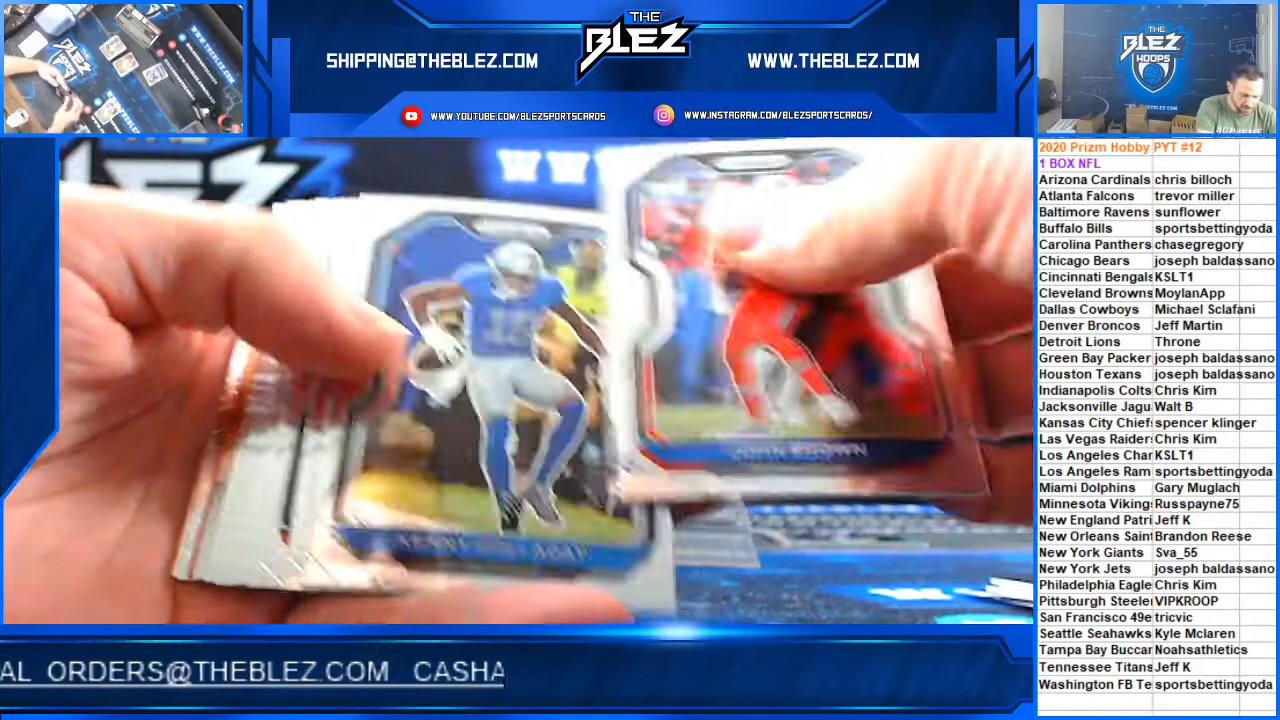 SHIPPING@THEBLEZ.COM
THE
BLEZ
WWW.THEBLEZ.COM
WWW.YOUTUBE.COM/BLEZSPORTSCARDS
WWW.INSTAGRAM.COM/BLEZSPORTSCARDS/
THE
BLEZ
HOOPS
2020 Prizm Hobby PYT #12
1 BOX NFL
Arizona Cardinals chris billoch
Atlanta Falcons trevor miller
Baltimore Ravens sunflower
Buffalo Bills sportsbettingyoda
Carolina Panthers chasegregory
Chicago Bears joseph baldassano
Cincinnati Bengals KSLT1
Cleveland Browns MoylanApp
Dallas Cowboys Michael Sclafani
Denver Broncos Jeff Martin
Detroit Lions Throne
Green Bay Packer joseph baldassano
Houston Texans joseph baldassano
Indianapolis Colts Chris Kim
Jacksonville Jagu Walt B
Kansas City Chief spencer klinger
Las Vegas Raider Chris Kim
Los Angeles Char KSLT1
Los Angeles Ram sportsbettingyoda
Miami Dolphins Gary Muglach
Minnesota Viking Russpayne75
New England Patri Jeff K
New Orleans Saint Brandon Reese
New York Giants Sva_55
New York Jets joseph baldassano
Philadelphia Eagle Chris Kim
Pittsburgh Steele VIPKROOP
San Francisco 49e tricvic
Seattle Seahawks Kyle Mclaren
Tampa Bay Buccan Noahsathletics
Tennessee Titans Jeff K
Washington FB Te sportsbettingyoda
AL ORDERS@THEBLEZ.COM CASHA